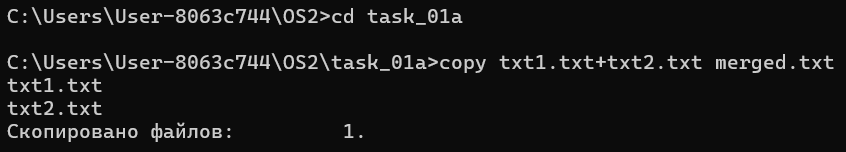 C:\Users\User-8063c744\OS2>cd task_01a
C:\Users\User-8063c744\OS2\task_01a>copy txt1.txt+txt2.txt merged.txt
txt1.txt
txt2.txt
Скопировано файлов:         1.